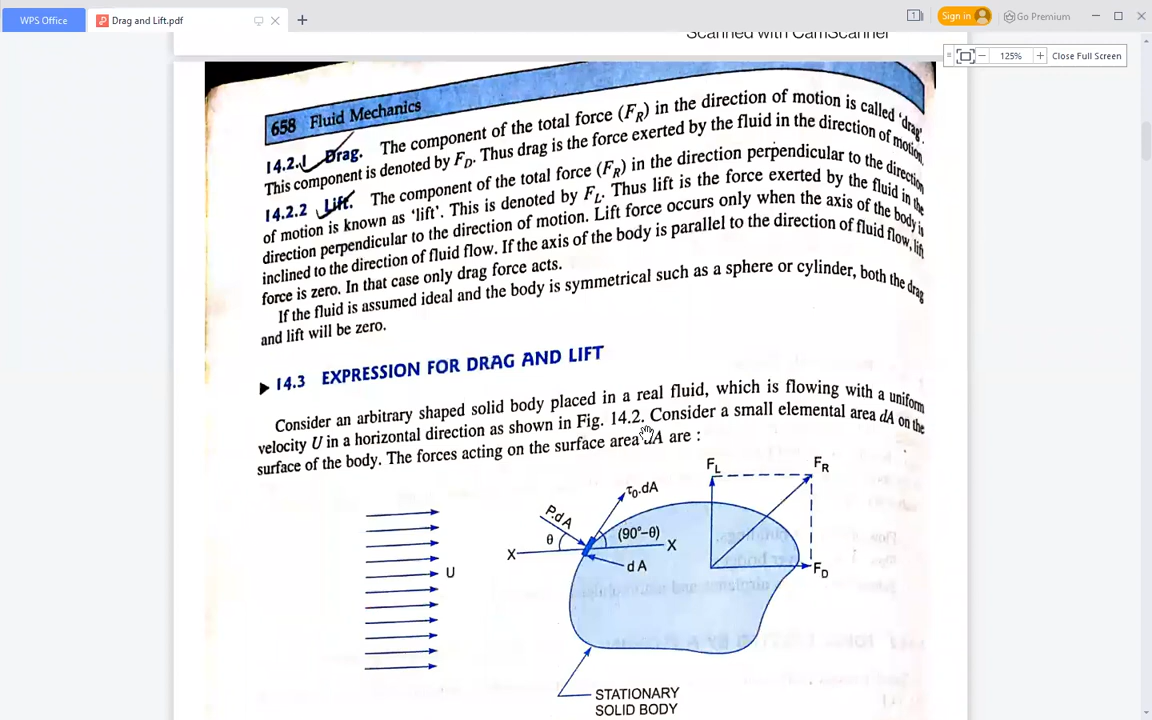 WPS Office
Drag and Lift.pdf
Sign in
Go Premium
Scanned with CamScanner
125%
Close Full Screen
658 Fluid Mechanics
14.2.1 Drag. The component of the total force (FR) in the direction of motion is called 'drag'.
This component is denoted by FD. Thus drag is the force exerted by the fluid in the direction of motion.
14.2.2 Lift. The component of the total force (FR) in the direction perpendicular to the direction
of motion is known as 'lift'. This is denoted by FL. Thus lift is the force exerted by the fluid in the
direction perpendicular to the direction of motion. Lift force occurs only when the axis of the body is
inclined to the direction of fluid flow. If the axis of the body is parallel to the direction of fluid flow, lift
force is zero. In that case only drag force acts.
If the fluid is assumed ideal and the body is symmetrical such as a sphere or cylinder, both the drag
and lift will be zero.
14.3 EXPRESSION FOR DRAG AND LIFT
Consider an arbitrary shaped solid body placed in a real fluid, which is flowing with a uniform
velocity U in a horizontal direction as shown in Fig. 14.2. Consider a small elemental area dA on the
surface of the body. The forces acting on the surface area dA are :
FL
FR
τ0.dA
P.dA
θ
(90°–θ)
X
X
dA
FD
U
STATIONARY
SOLID BODY